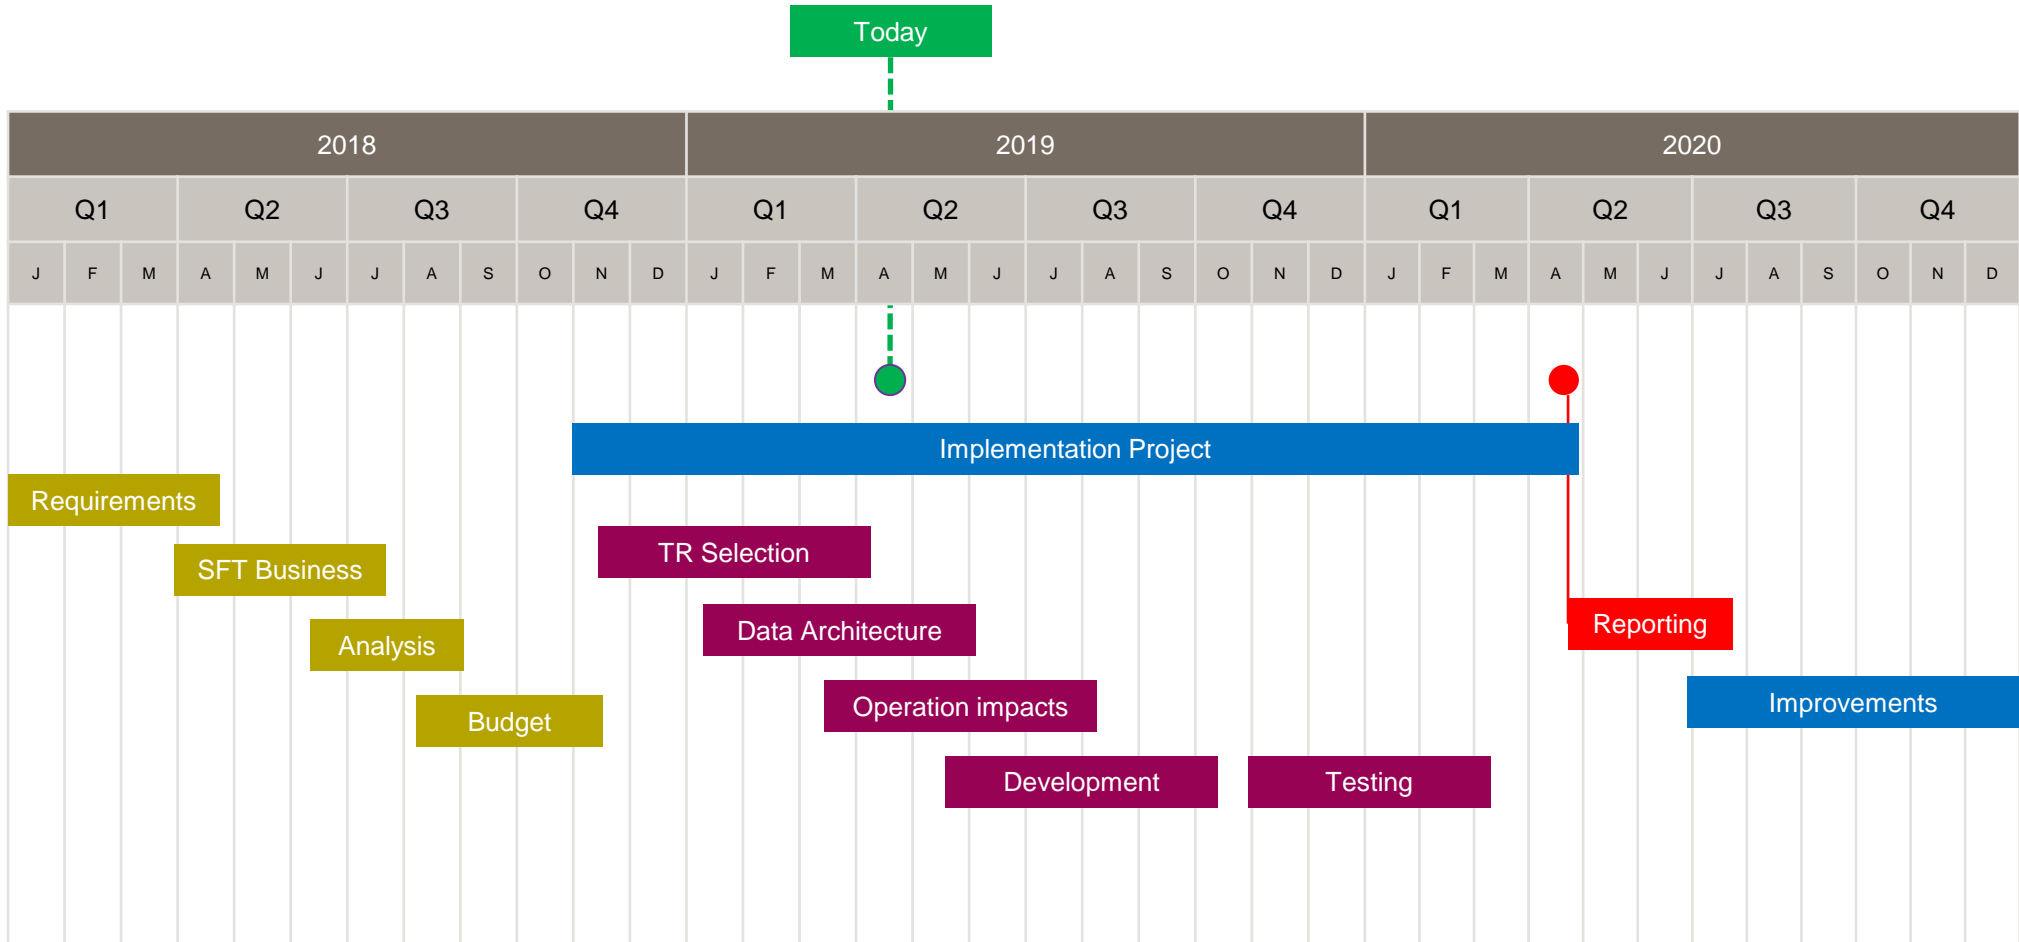 Today
2018 2019 2020
Q1 Q2 Q3 Q4 Q1 Q2 Q3 Q4 Q1 Q2 Q3 Q4
J F M A M J J A S O N D J F M A M J J A S O N D J F M A M J J A S O N D
Implementation Project
Requirements
TR Selection
SFT Business
Reporting
Data Architecture
Analysis
Improvements
Operation impacts
Budget
Development Testing